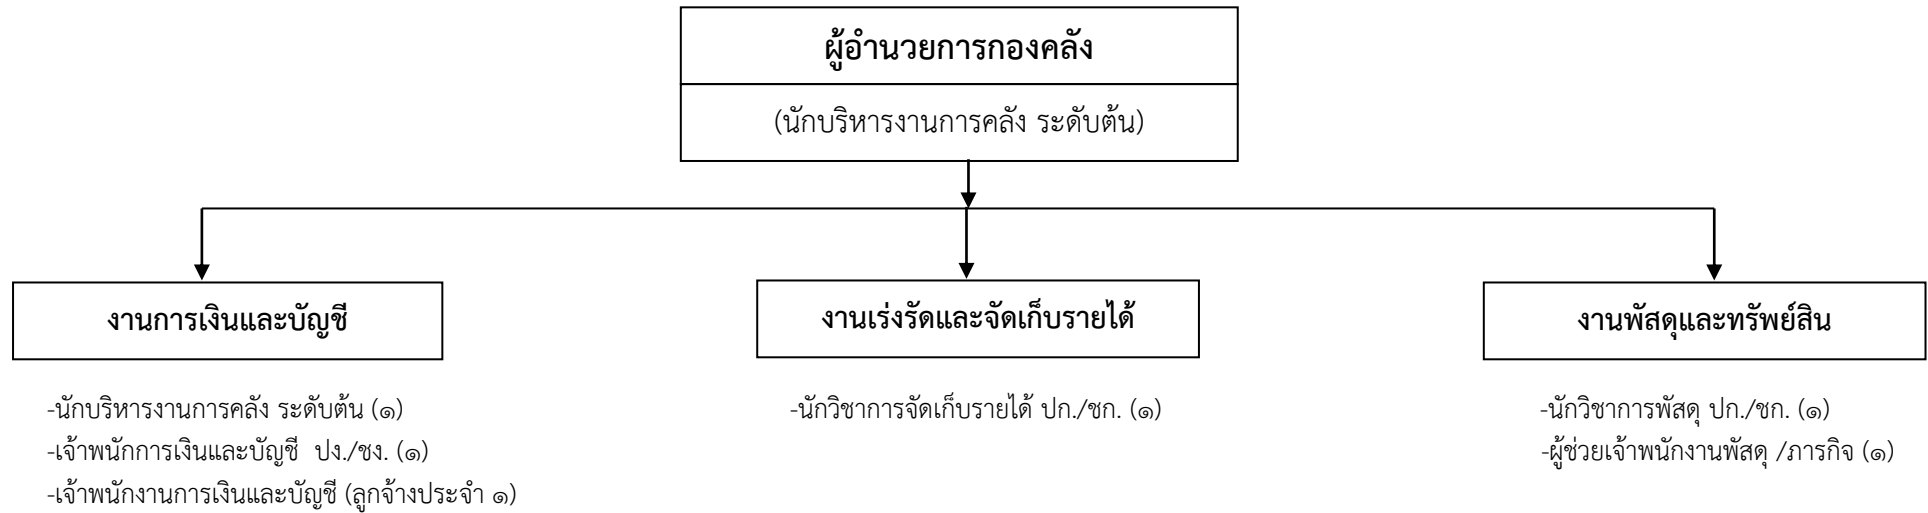 ผู้อำนวยการกองคลัง
(นักบริหารงานการคลัง ระดับต้น)
งานการเงินและบัญชี
-นักบริหารงานการคลัง ระดับต้น (๑)
-เจ้าพนักการเงินและบัญชี ปง./ชง. (๑)
-เจ้าพนักงานการเงินและบัญชี (ลูกจ้างประจำ ๑)
งานเร่งรัดและจัดเก็บรายได้
-นักวิชาการจัดเก็บรายได้ ปก./ชก. (๑)
งานพัสดุและทรัพย์สิน
-นักวิชาการพัสดุ ปก./ชก. (๑)
-ผู้ช่วยเจ้าพนักงานพัสดุ /ภารกิจ (๑)